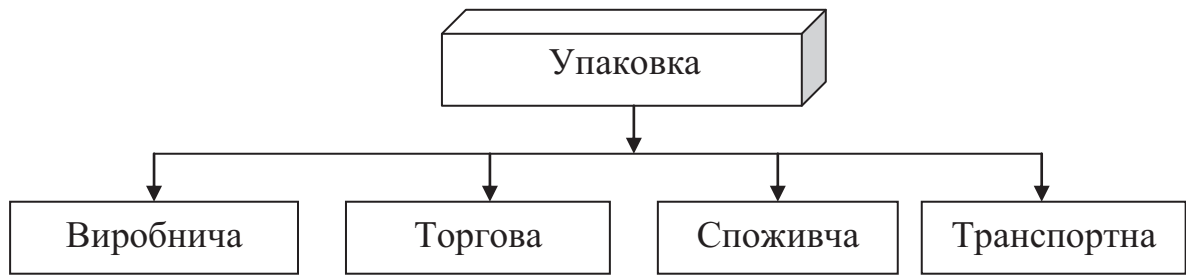 Упаковка
Виробнича
Торгова
Споживча
Транспортна